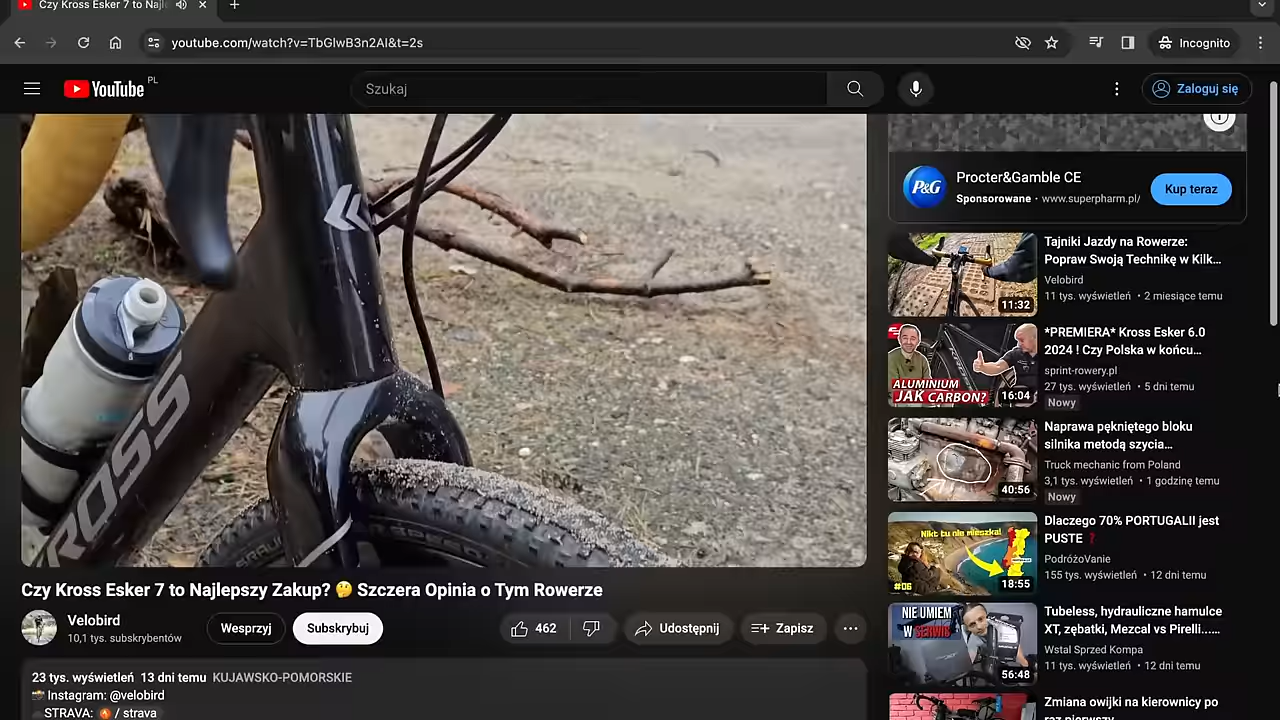 Czy Kross Esker 7 to Najl
youtube.com/watch?v=TbGlwB3n2AI&t=2s
Incognito
YouTube PL
Szukaj
Zaloguj się
ROSS
Czy Kross Esker 7 to Najlepszy Zakup? 🤔 Szczera Opinia o Tym Rowerze
Velobird
10,1 tys. subskrybentów
Wesprzyj
Subskrybuj
462
Udostępnij
Zapisz
23 tys. wyświetleń 13 dni temu KUJAWSKO-POMORSKIE
📸 Instagram: @velobird
STRAVA: / strava
P&G
Procter&Gamble CE
Sponsorowane · www.superpharm.pl/
Kup teraz
11:32
Tajniki Jazdy na Rowerze:
Popraw Swoją Technikę w Kilk...
Velobird
11 tys. wyświetleń · 2 miesiące temu
ALUMINIUM
JAK CARBON?
16:04
*PREMIERA* Kross Esker 6.0
2024 ! Czy Polska w końcu...
sprint-rowery.pl
27 tys. wyświetleń · 5 dni temu
Nowy
40:56
Naprawa pękniętego bloku
silnika metodą szycia...
Truck mechanic from Poland
3,1 tys. wyświetleń · 1 godzinę temu
Nowy
Nikt tu nie mieszka!
#06
18:55
Dlaczego 70% PORTUGALII jest
PUSTE ❓
PodróżoVanie
155 tys. wyświetleń · 12 dni temu
NIE UMIEM
W SERWIS
56:48
Tubeless, hydrauliczne hamulce
XT, zębatki, Mezcal vs Pirelli......
Wstal Sprzed Kompa
11 tys. wyświetleń · 12 dni temu
Zmiana owijki na kierownicy po
raz pierwszy